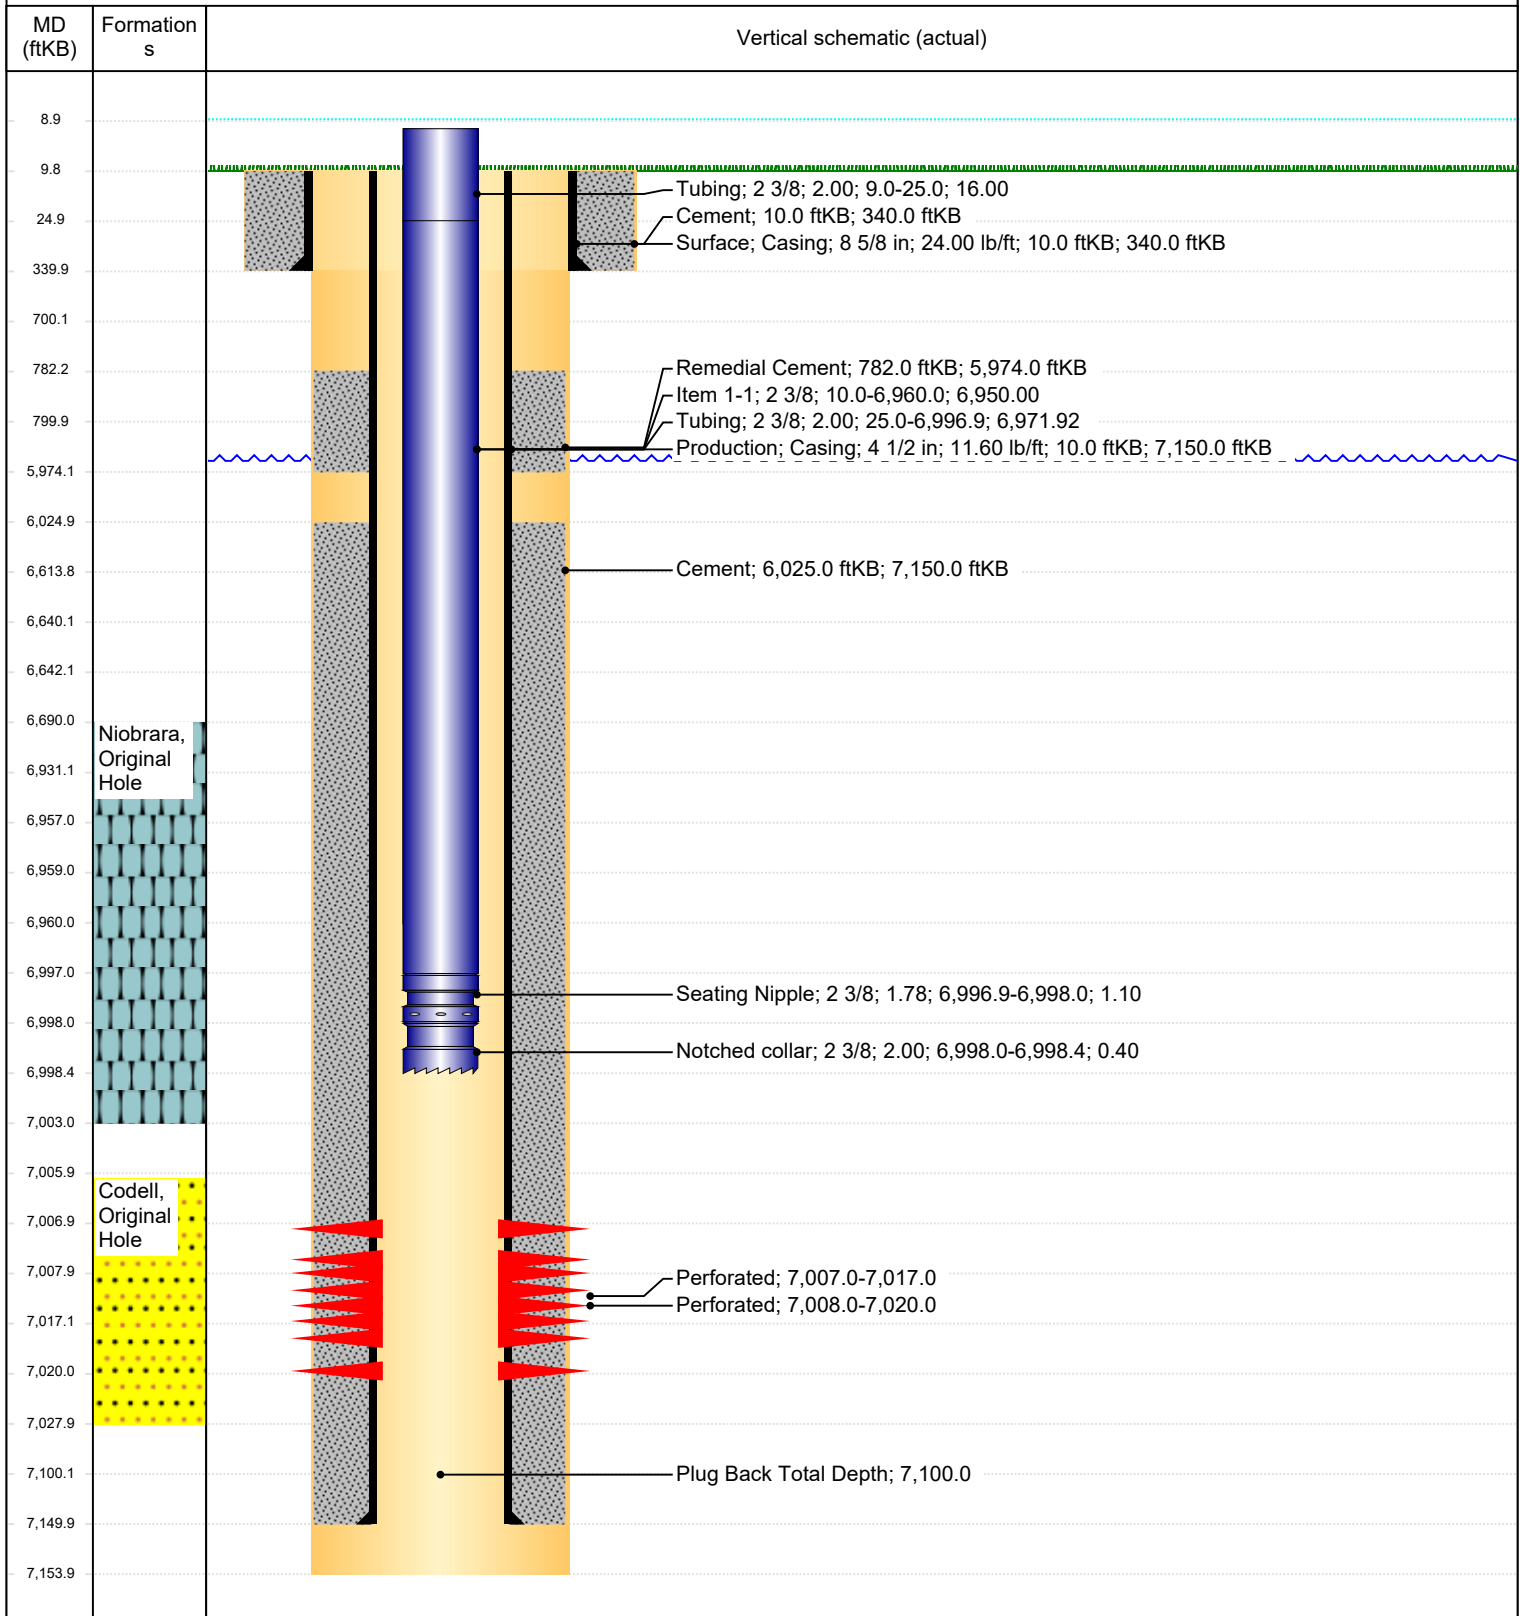 MD
(ftKB)
Formation
s
Vertical schematic (actual)
8.9
9.8
24.9
339.9
700.1
782.2
799.9
5,974.1
6,024.9
6,613.8
6,640.1
6,642.1
6,690.0
6,931.1
6,957.0
6,959.0
6,960.0
6,997.0
6,998.0
6,998.4
7,003.0
7,005.9
7,006.9
7,007.9
7,017.1
7,020.0
7,027.9
7,100.1
7,149.9
7,153.9
Niobrara,
Original
Hole
Codell,
Original
Hole
Tubing; 2 3/8; 2.00; 9.0-25.0; 16.00
Cement; 10.0 ftKB; 340.0 ftKB
Surface; Casing; 8 5/8 in; 24.00 lb/ft; 10.0 ftKB; 340.0 ftKB
Remedial Cement; 782.0 ftKB; 5,974.0 ftKB
Item 1-1; 2 3/8; 10.0-6,960.0; 6,950.00
Tubing; 2 3/8; 2.00; 25.0-6,996.9; 6,971.92
Production; Casing; 4 1/2 in; 11.60 lb/ft; 10.0 ftKB; 7,150.0 ftKB
Cement; 6,025.0 ftKB; 7,150.0 ftKB
Seating Nipple; 2 3/8; 1.78; 6,996.9-6,998.0; 1.10
Notched collar; 2 3/8; 2.00; 6,998.0-6,998.4; 0.40
Perforated; 7,007.0-7,017.0
Perforated; 7,008.0-7,020.0
Plug Back Total Depth; 7,100.0